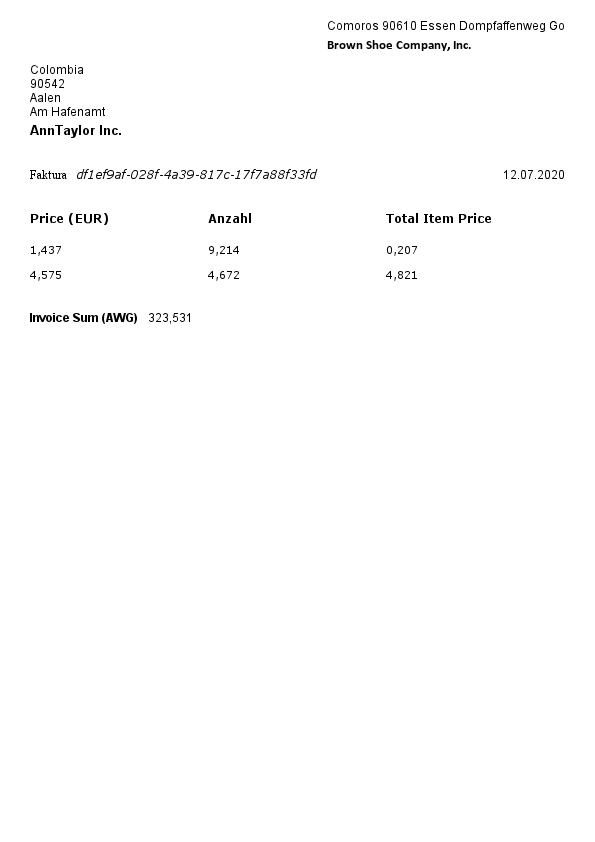 Comoros 90610 Essen Dompfaffenweg Go
Brown Shoe Company, Inc.
Colombia
90542
Aalen
Am Hafenamt
AnnTaylor Inc.
Faktura df1ef9af-028f-4a39-817c-17f7a88f33fd 12.07.2020
Price (EUR) Anzahl Total Item Price
1,437 9,214 0,207
4,575 4,672 4,821
Invoice Sum (AWG) 323,531